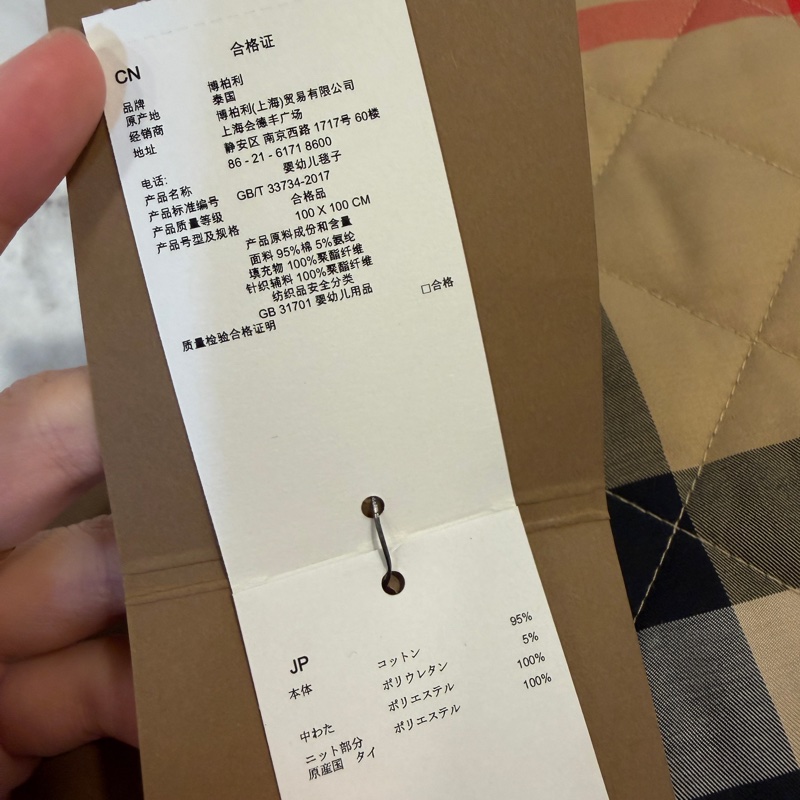 合格证
CN
品牌 博柏利
原产地 泰国
经销商 博柏利(上海)贸易有限公司
地址 上海会德丰广场
静安区 南京西路 1717号 60楼
电话: 86 - 21 - 6171 8600
产品名称 婴幼儿毯子
产品标准编号 GB/T 33734-2017
产品质量等级 合格品
产品号型及规格 100 X 100 CM
产品原料成份和含量
面料 95%棉 5%氨纶
填充物 100%聚酯纤维
针织辅料 100%聚酯纤维
纺织品安全分类
GB 31701 婴幼儿用品
质量检验合格证明 □合格
JP
本体 コットン 95%
ポリウレタン 5%
中わた ポリエステル 100%
ニット部分 ポリエステル 100%
原産国 タイ